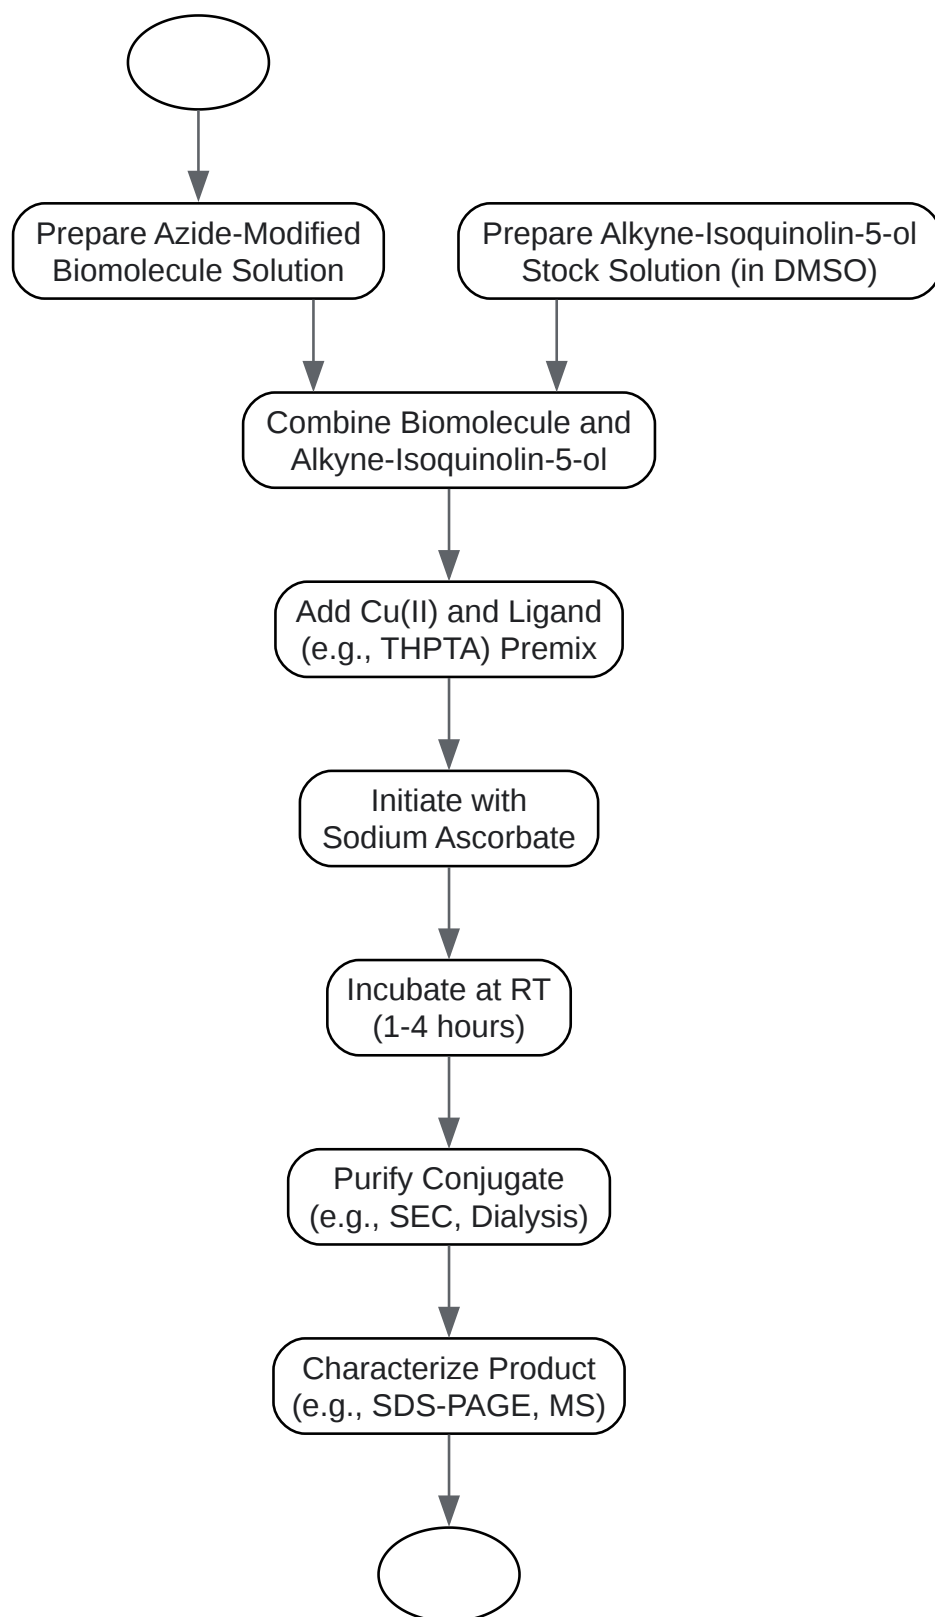 Prepare Azide-Modified
Biomolecule Solution
Prepare Alkyne-Isoquinolin-5-ol
Stock Solution (in DMSO)
Combine Biomolecule and
Alkyne-Isoquinolin-5-ol
Add Cu(II) and Ligand
(e.g., THPTA) Premix
Initiate with
Sodium Ascorbate
Incubate at RT
(1-4 hours)
Purify Conjugate
(e.g., SEC, Dialysis)
Characterize Product
(e.g., SDS-PAGE, MS)